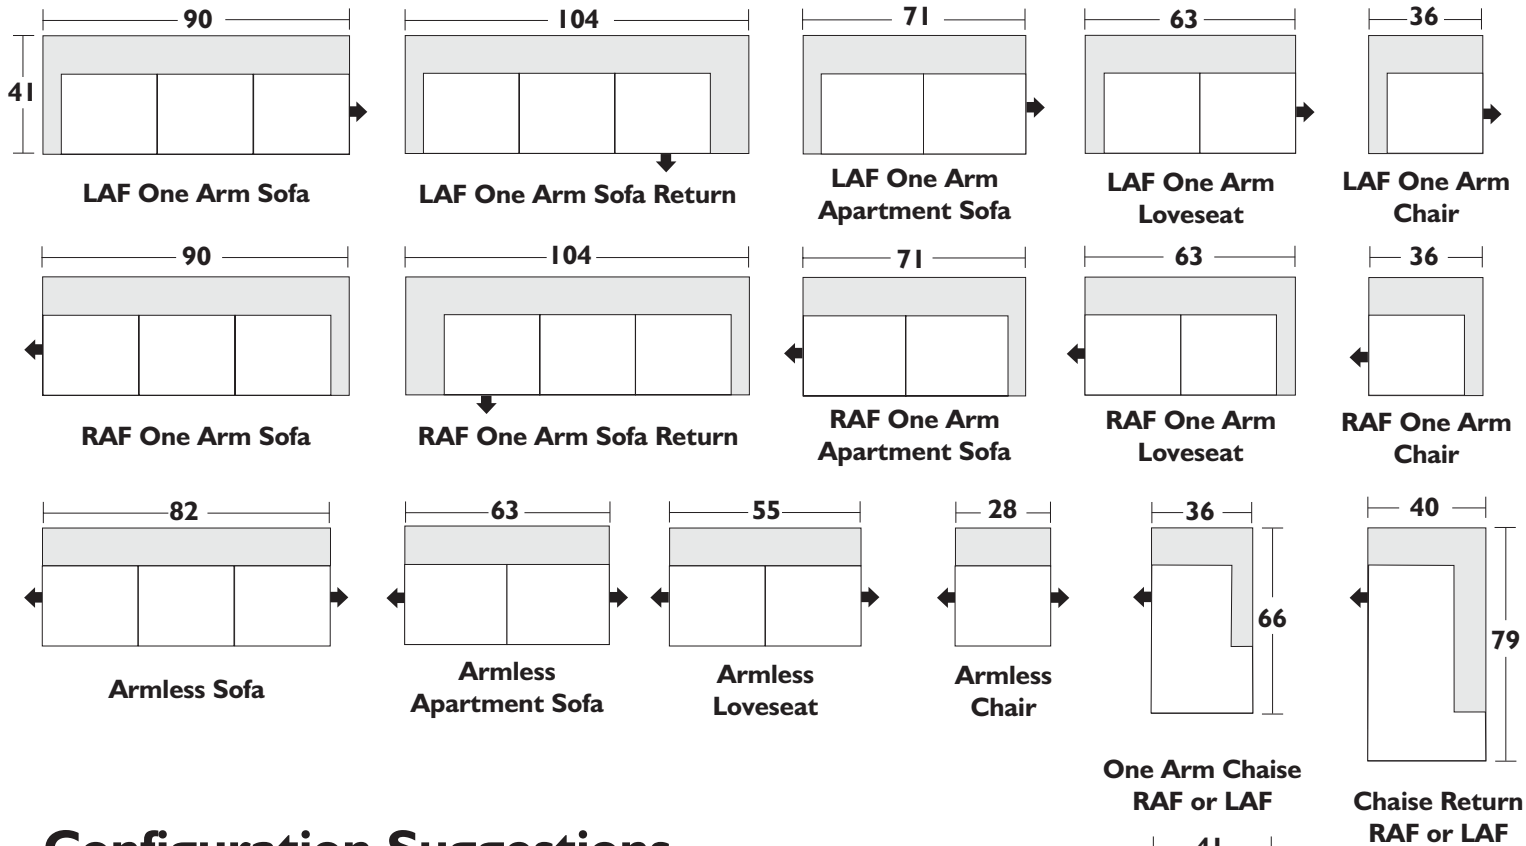 90
104
71
63
36
41
LAF One Arm Sofa
LAF One Arm Sofa Return
LAF One Arm
Apartment Sofa
LAF One Arm
Loveseat
LAF One Arm
Chair
90
104
71
63
36
RAF One Arm Sofa
RAF One Arm Sofa Return
RAF One Arm
Apartment Sofa
RAF One Arm
Loveseat
RAF One Arm
Chair
82
63
55
28
36
66
40
79
Armless Sofa
Armless
Apartment Sofa
Armless
Loveseat
Armless
Chair
One Arm Chaise
RAF or LAF
Chaise Return
RAF or LAF
Configuration Suggestions
41